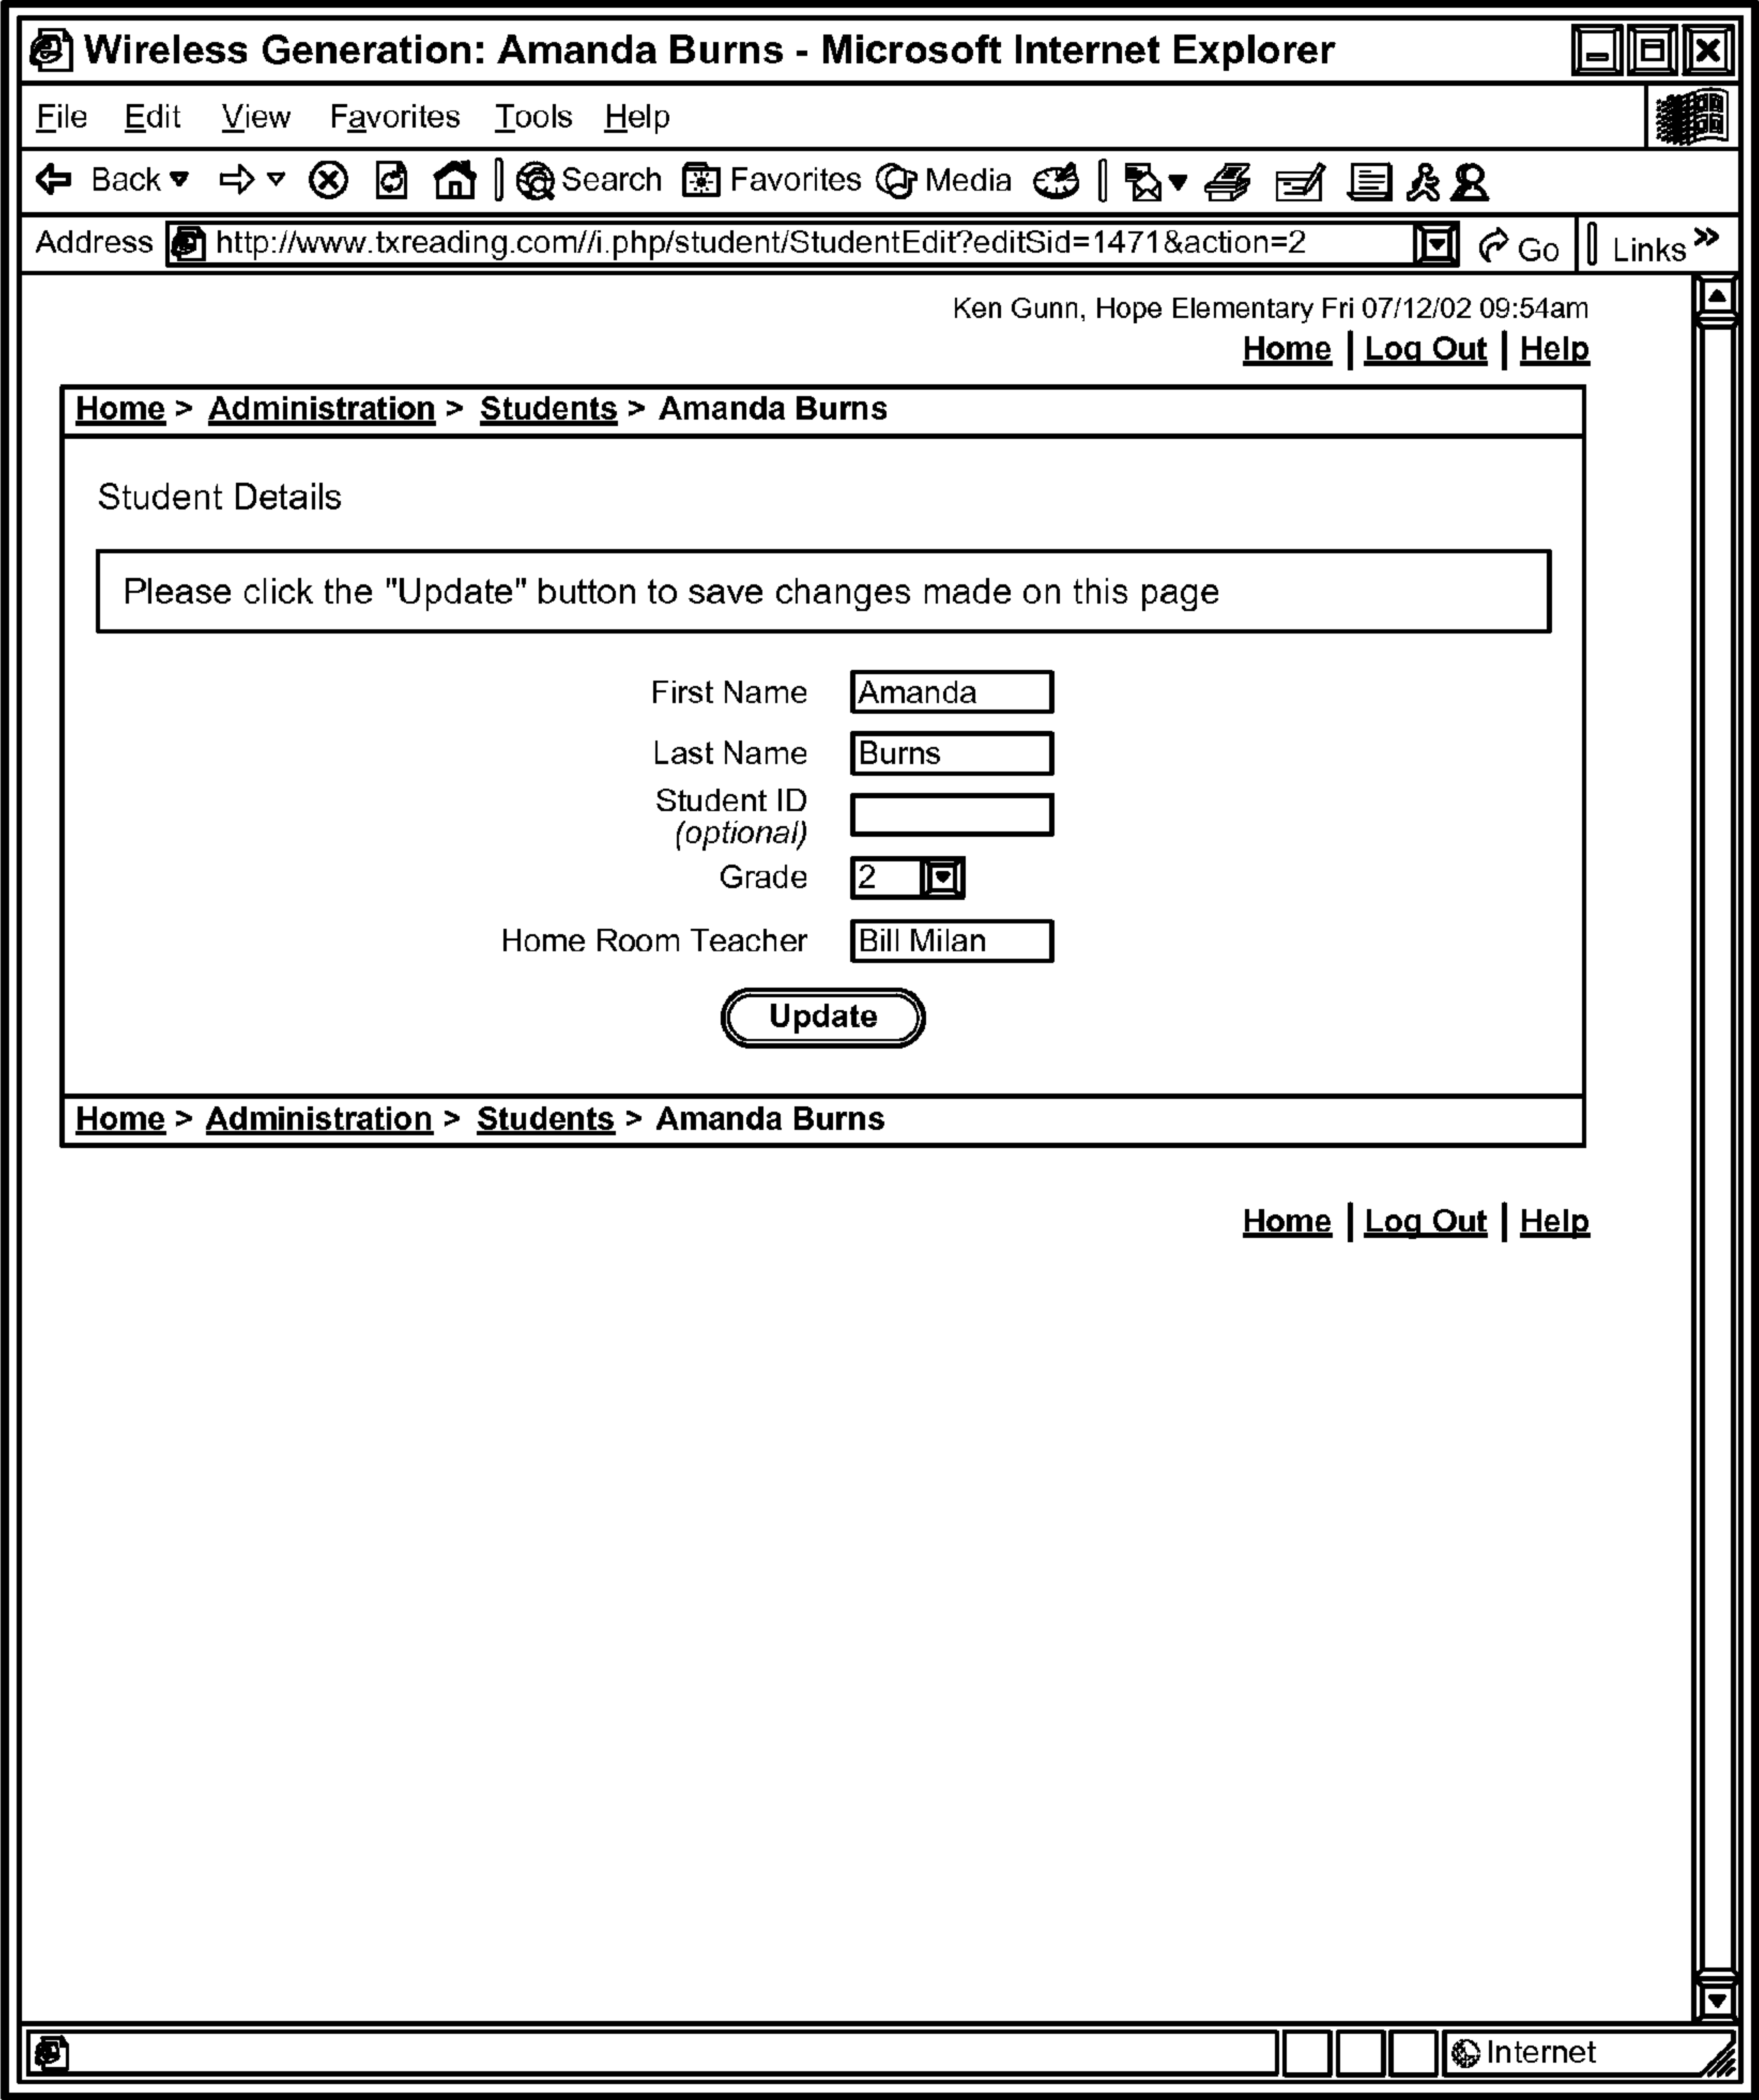 Wireless Generation: Amanda Burns - Microsoft Internet Explorer
File Edit View Favorites Tools Help
Back Search Favorites Media
Address http://www.txreading.com//i.php/student/StudentEdit?editSid=1471&action=2 Go Links »
Ken Gunn, Hope Elementary Fri 07/12/02 09:54am
Home | Log Out | Help
Home > Administration > Students > Amanda Burns
Student Details
Please click the "Update" button to save changes made on this page
First Name Amanda
Last Name Burns
Student ID
(optional)
Grade 2
Home Room Teacher Bill Milan
Update
Home > Administration > Students > Amanda Burns
Home | Log Out | Help
Internet